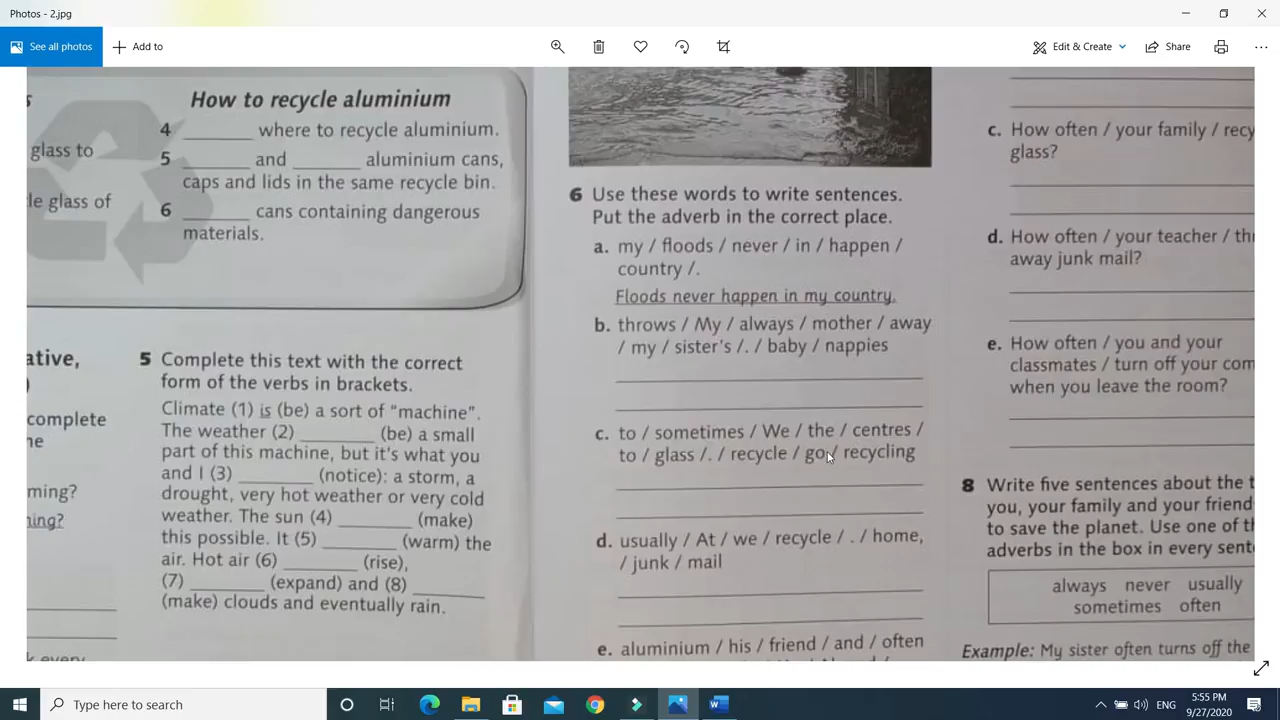 Photos - 2.jpg
See all photos
Add to
Edit & Create
Share
s
glass to
le glass of
How to recycle aluminium
4 ______ where to recycle aluminium.
5 ______ and ______ aluminium cans,
caps and lids in the same recycle bin.
6 ______ cans containing dangerous
materials.
ative,
)
complete
ne
ming?
ing?
k every
5 Complete this text with the correct
form of the verbs in brackets.
Climate (1) is (be) a sort of “machine”.
The weather (2) ______ (be) a small
part of this machine, but it’s what you
and I (3) ______ (notice): a storm, a
drought, very hot weather or very cold
weather. The sun (4) ______ (make)
this possible. It (5) ______ (warm) the
air. Hot air (6) ______ (rise),
(7) ______ (expand) and (8) ______
(make) clouds and eventually rain.
6 Use these words to write sentences.
Put the adverb in the correct place.
a. my / floods / never / in / happen /
country /.
Floods never happen in my country.
b. throws / My / always / mother / away
/ my / sister’s /. / baby / nappies
c. to / sometimes / We / the / centres /
to / glass /. / recycle / go / recycling
d. usually / At / we / recycle / . / home,
/ junk / mail
e. aluminium / his / friend / and / often
c. How often / your family / recy
glass?
d. How often / your teacher / th
away junk mail?
e. How often / you and your
classmates / turn off your com
when you leave the room?
8 Write five sentences about the t
you, your family and your friend
to save the planet. Use one of th
adverbs in the box in every sent
always never usually
sometimes often
Example: My sister often turns off the
Type here to search
ENG
5:55 PM
9/27/2020